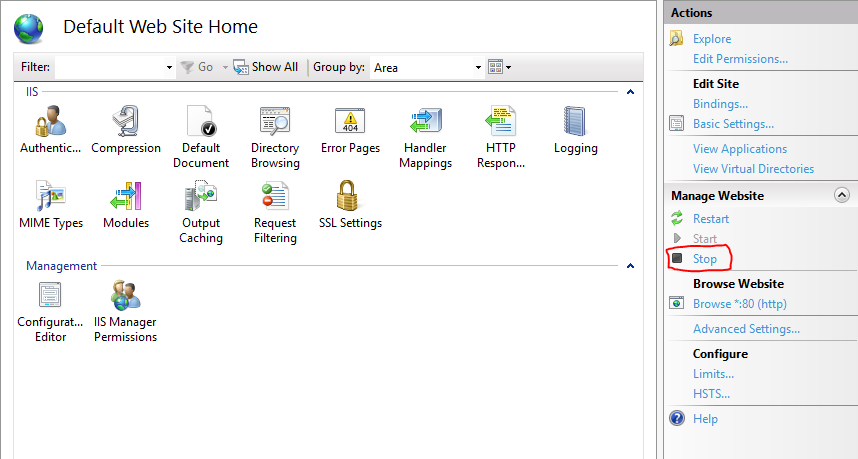 Default Web Site Home
Filter:
Go
Show All
Group by:
Area
IIS
Authentic...
Compression
Default
Document
Directory
Browsing
404
Error Pages
Handler
Mappings
HTTP
Respon...
Logging
MIME Types
Modules
Output
Caching
Request
Filtering
SSL Settings
Management
Configurat...
Editor
IIS Manager
Permissions
Actions
Explore
Edit Permissions...
Edit Site
Bindings...
Basic Settings...
View Applications
View Virtual Directories
Manage Website
Restart
Start
Stop
Browse Website
Browse *:80 (http)
Advanced Settings...
Configure
Limits...
HSTS...
Help